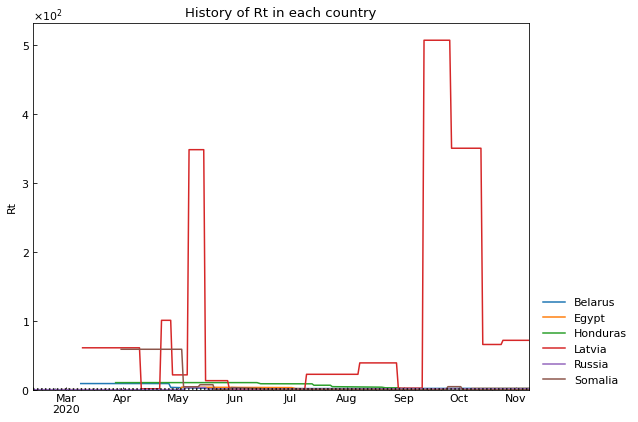 History of Rt in each country
×10²
Rt
5
4
3
2
1
0
Mar Apr May Jun Jul Aug Sep Oct Nov
2020
Belarus
Egypt
Honduras
Latvia
Russia
Somalia